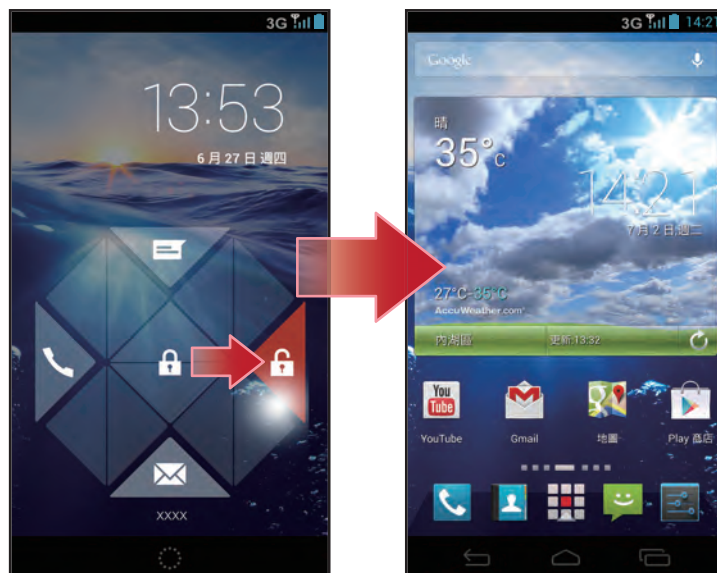 3G
13:53
6月27日 週四
XXXX
3G 14:21
Google
晴
35°C
14:21
7月2日, 週二
27°C-35°C
AccuWeather.com
內湖區 更新:13:32
You
Tube
YouTube Gmail 地圖 Play 商店